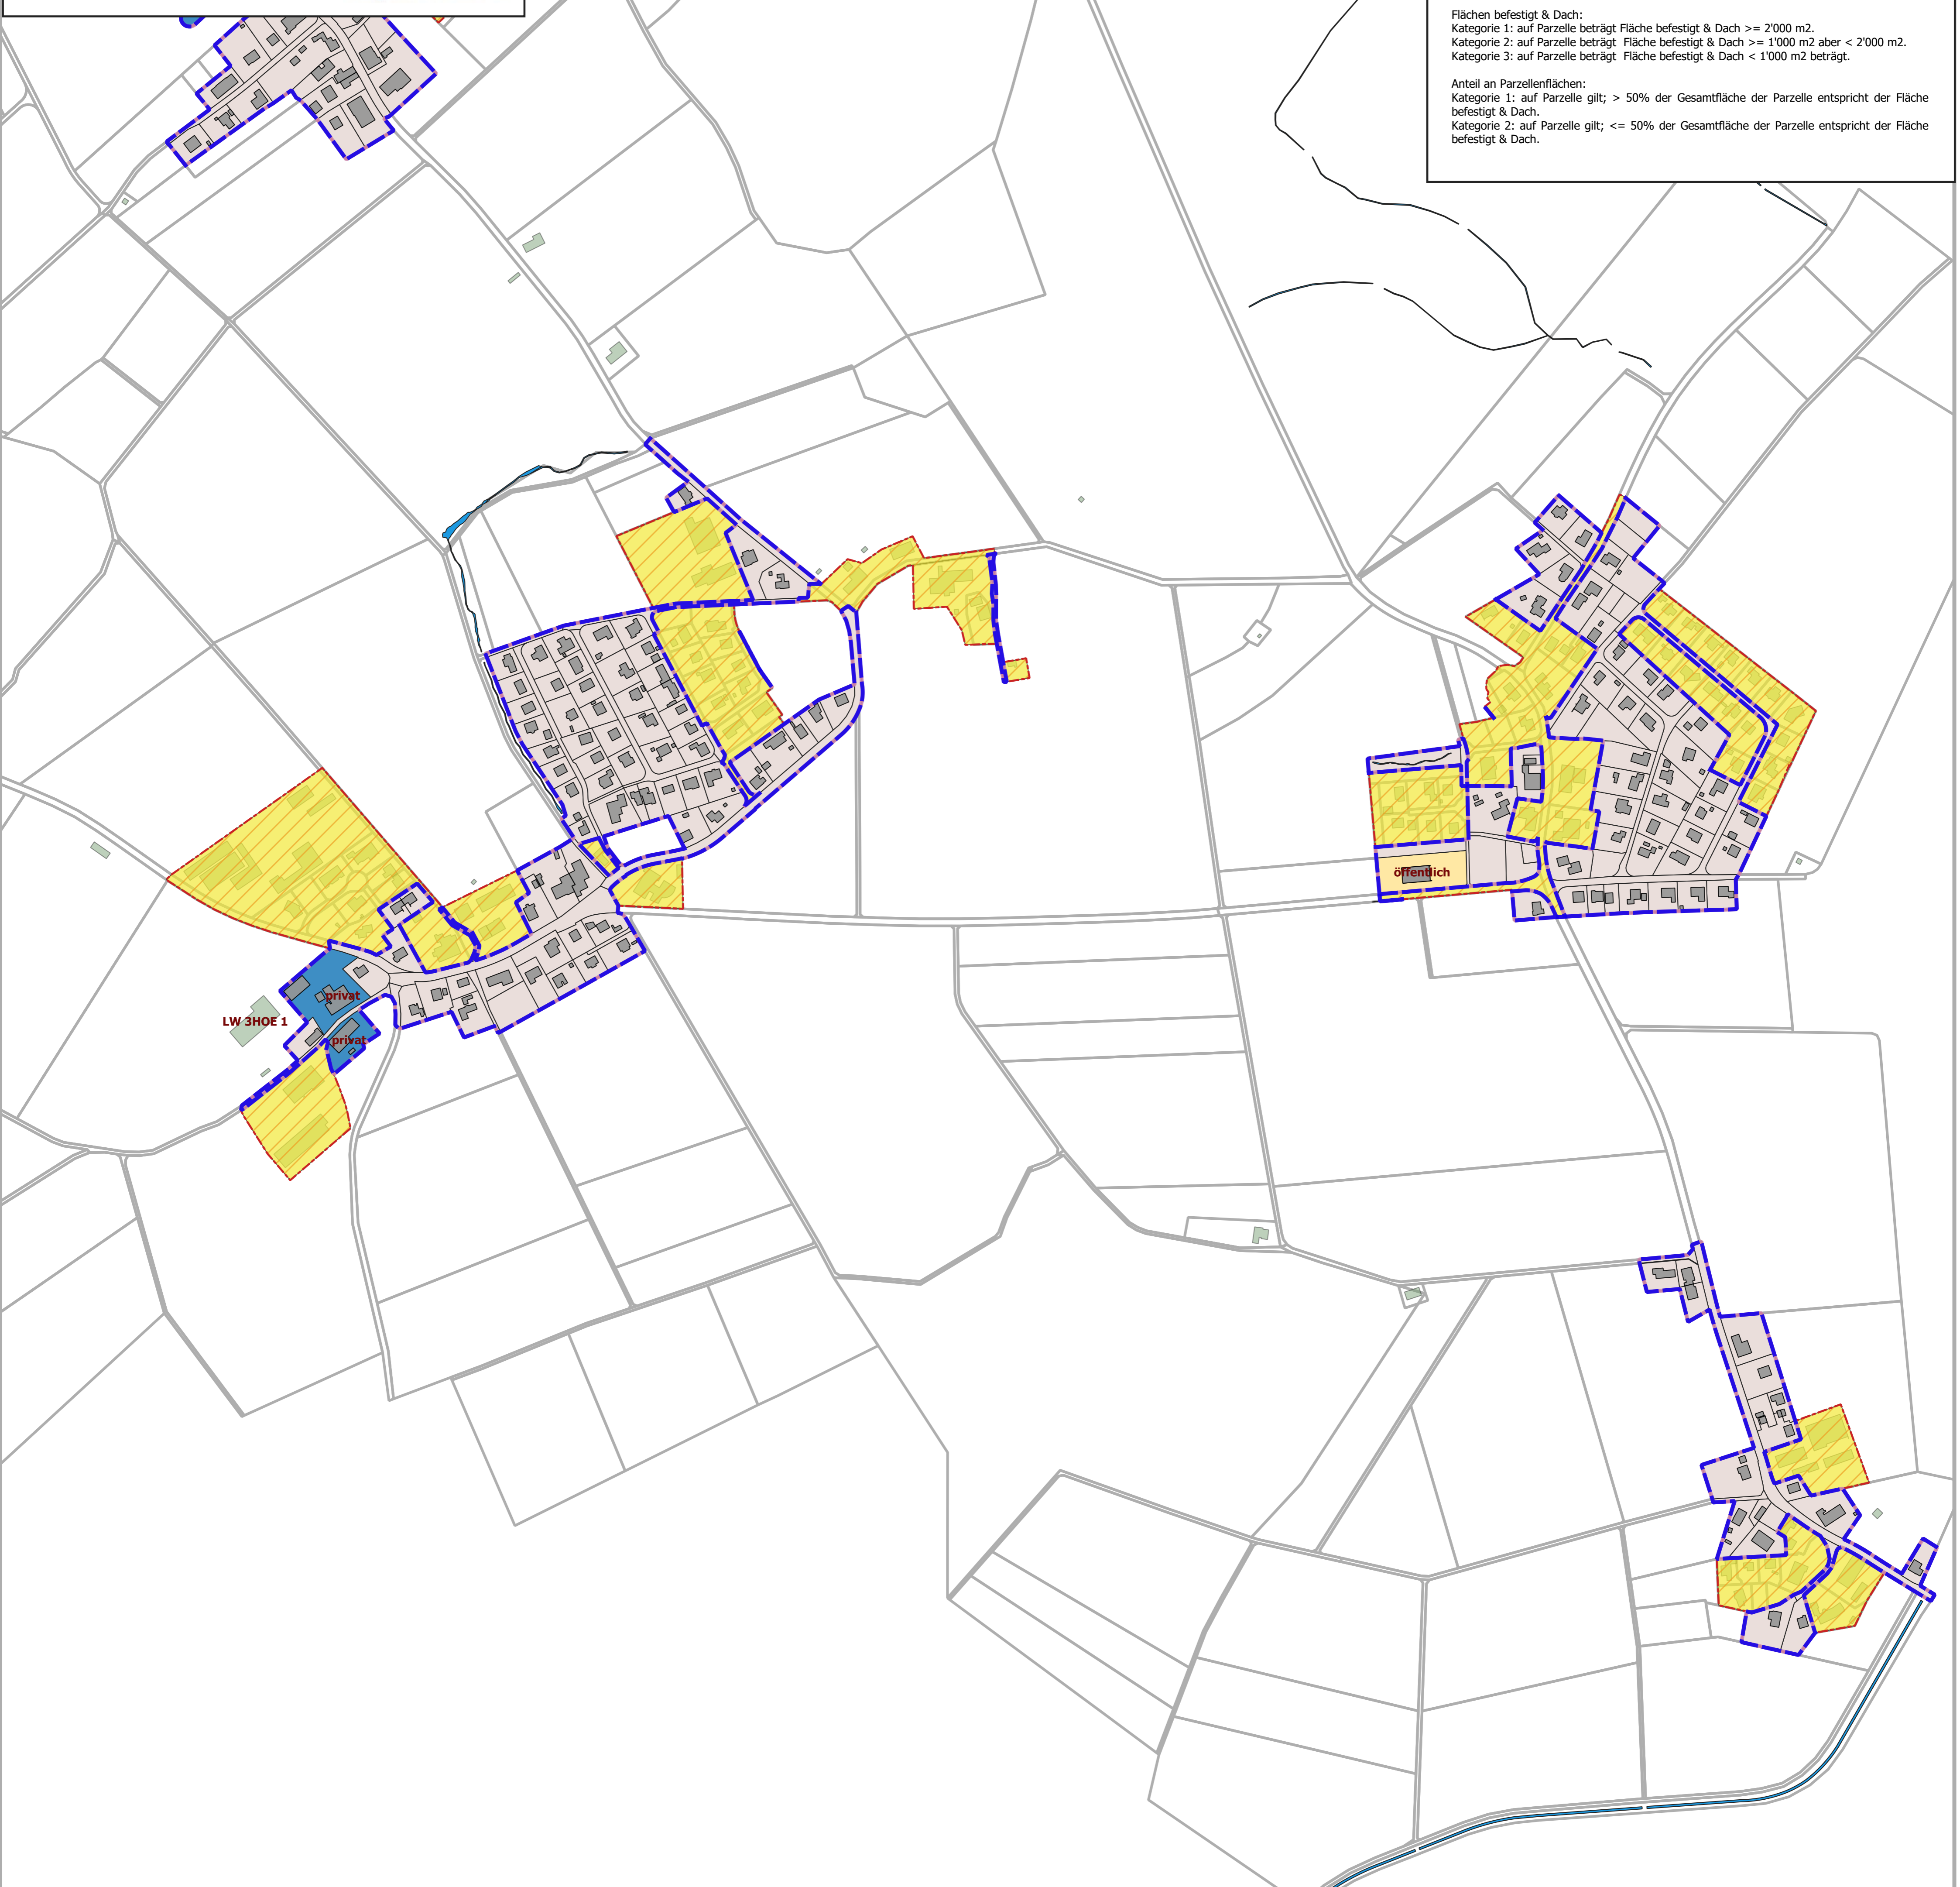 Flächen befestigt & Dach:
Kategorie 1: auf Parzelle beträgt Fläche befestigt & Dach >= 2'000 m2.
Kategorie 2: auf Parzelle beträgt Fläche befestigt & Dach >= 1'000 m2 aber < 2'000 m2.
Kategorie 3: auf Parzelle beträgt Fläche befestigt & Dach < 1'000 m2 beträgt.
Anteil an Parzellenflächen:
Kategorie 1: auf Parzelle gilt; > 50% der Gesamtfläche der Parzelle entspricht der Fläche
befestigt & Dach.
Kategorie 2: auf Parzelle gilt; <= 50% der Gesamtfläche der Parzelle entspricht der Fläche
befestigt & Dach.
öffentlich
privat
LW 3HOE 1
privat